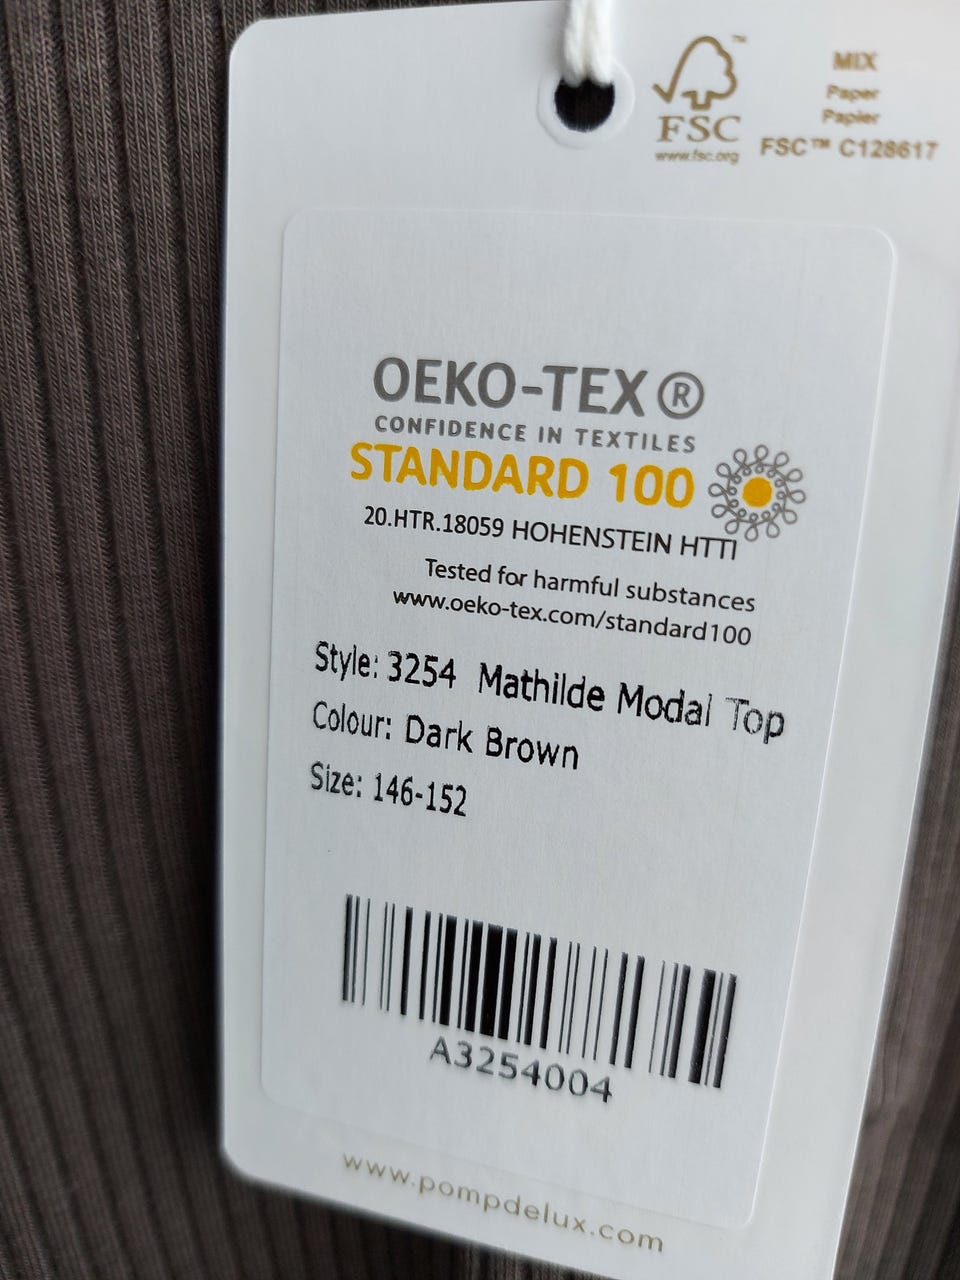 FSC
www.fsc.org
MIX
Paper
Papier
FSC™ C128617
OEKO-TEX®
CONFIDENCE IN TEXTILES
STANDARD 100
20.HTR.18059 HOHENSTEIN HTTI
Tested for harmful substances
www.oeko-tex.com/standard100
Style: 3254 Mathilde Modal Top
Colour: Dark Brown
Size: 146-152
A3254004
www.pompdelux.com